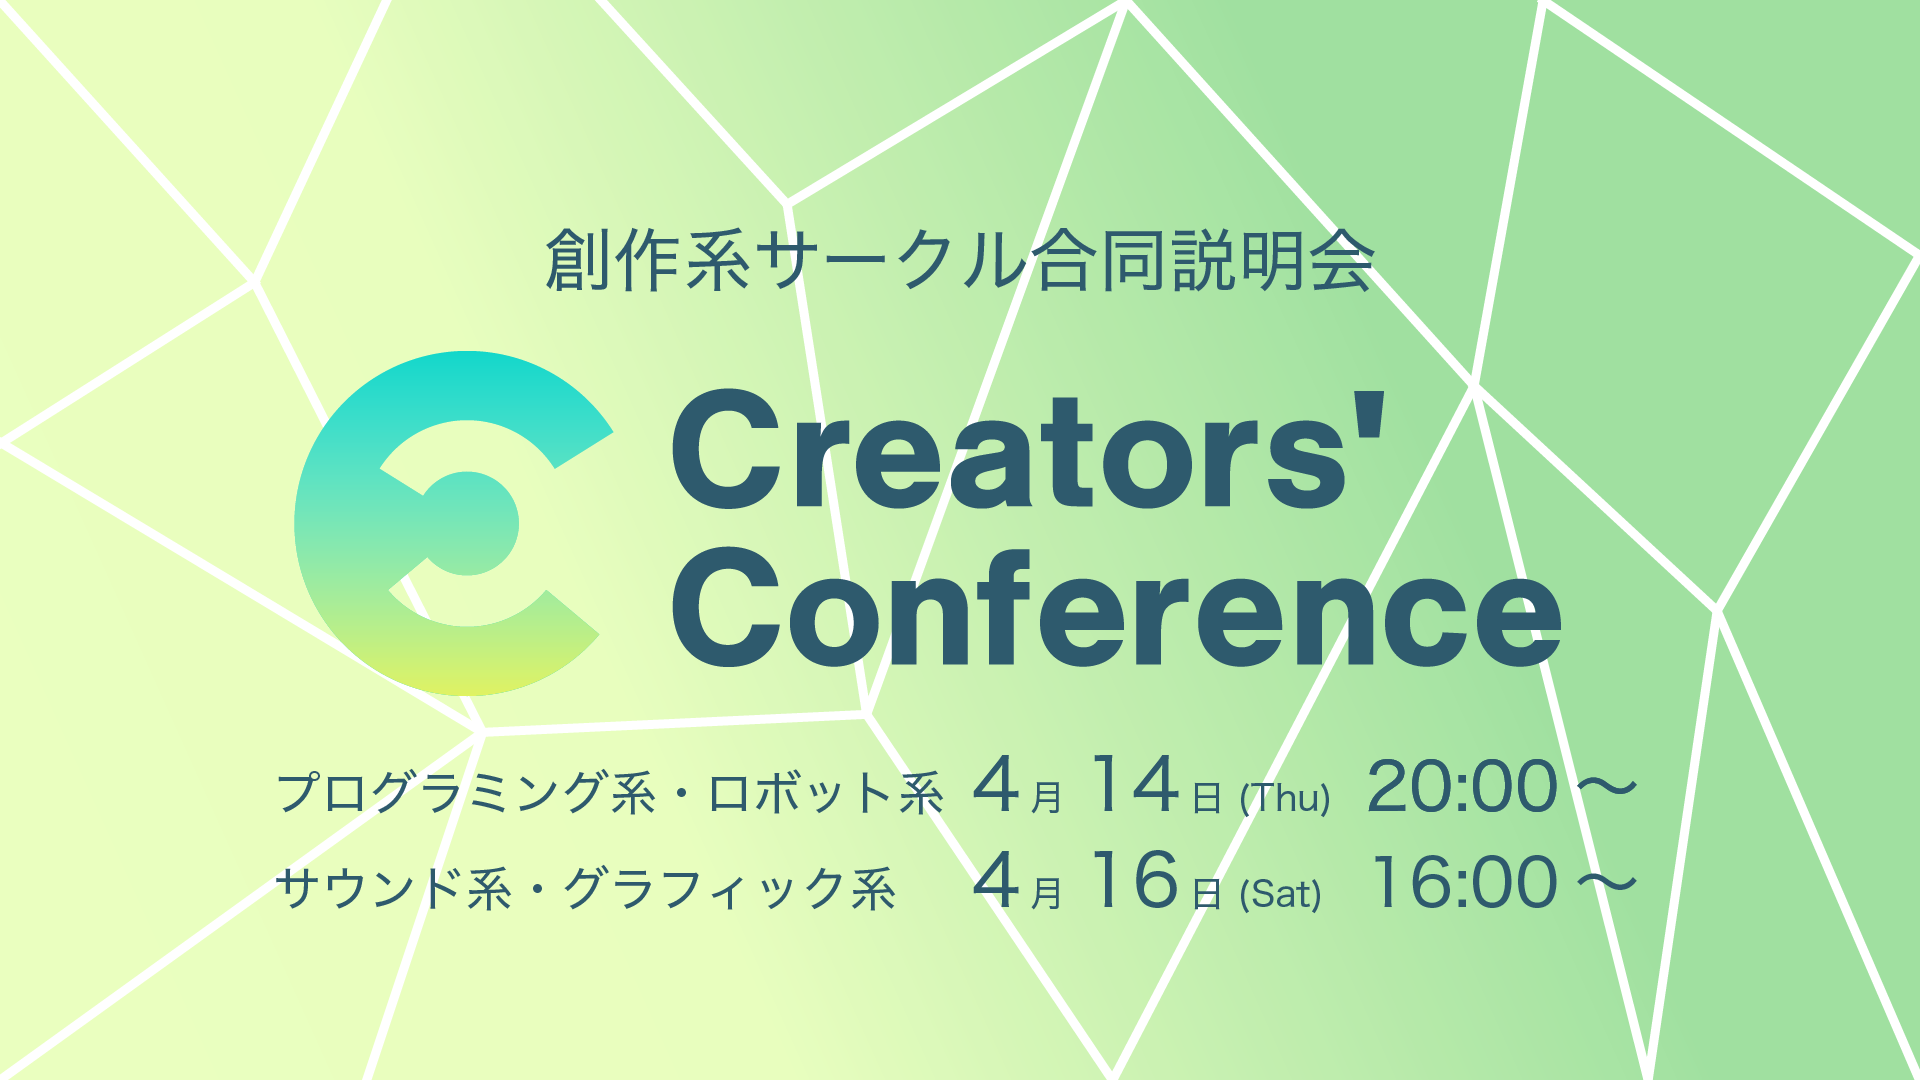 創作系サークル合同説明会
Creators'
Conference
プログラミング系・ロボット系 4月 14日 (Thu) 20:00 〜
サウンド系・グラフィック系 4月 16日 (Sat) 16:00 〜